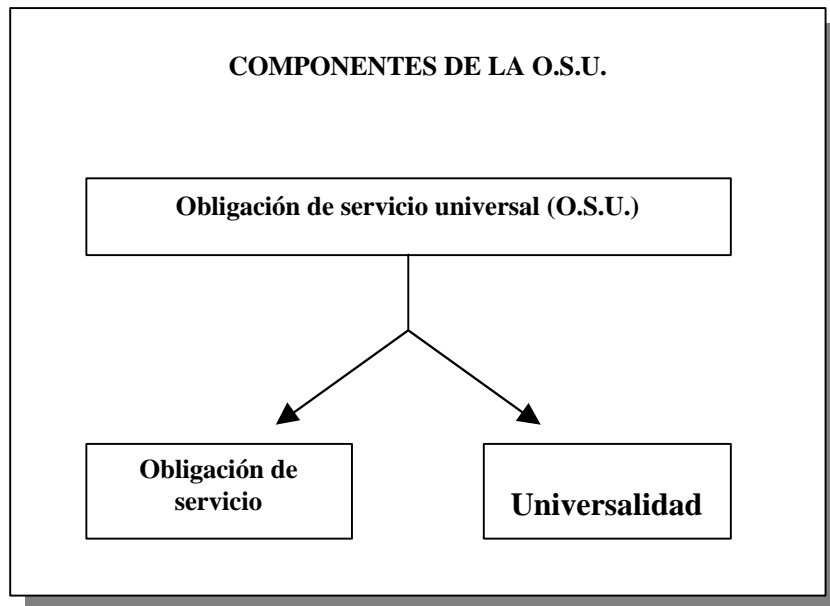 COMPONENTES DE LA O.S.U.
Obligación de servicio universal (O.S.U.)
Obligación de
servicio
Universalidad